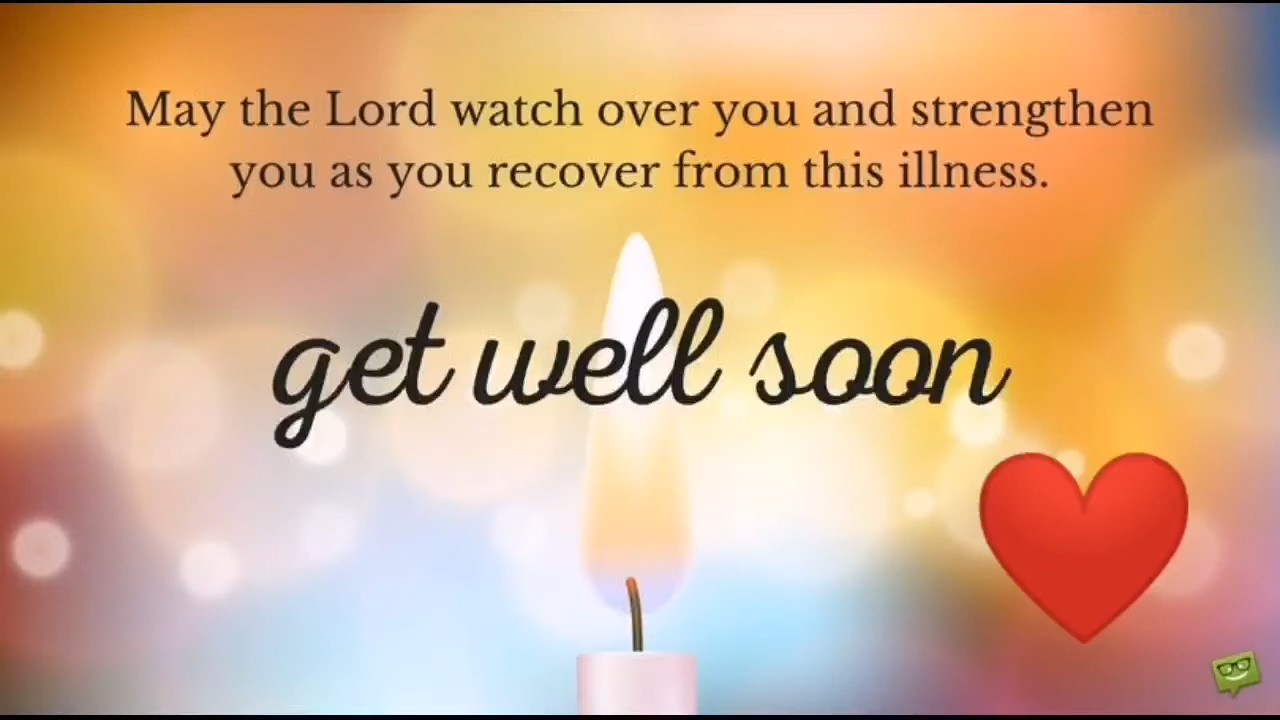 May the Lord watch over you and strengthen
you as you recover from this illness.
get well soon